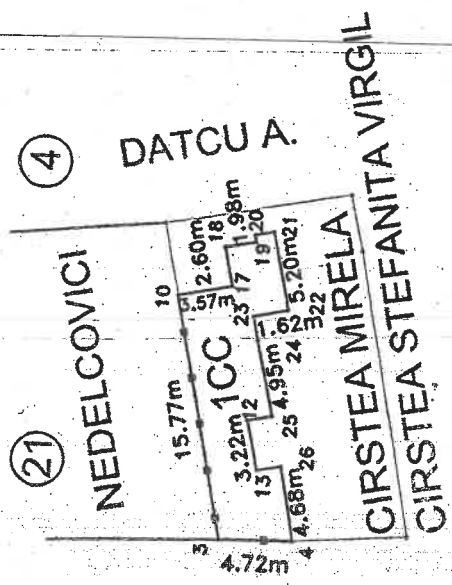 4
DATCU A.
21
NEDELCOVICI
10
2.60m
18
1.98m
.57m
17
19
20
21
15.77m
1CC
23
5.20m
1.62m
22
3.22m
2
4.95m
24
25
13
26
3
4.68m
4
4.72m
CIRSTEA MIRELA
CIRSTEA STEFANITA VIRGIL